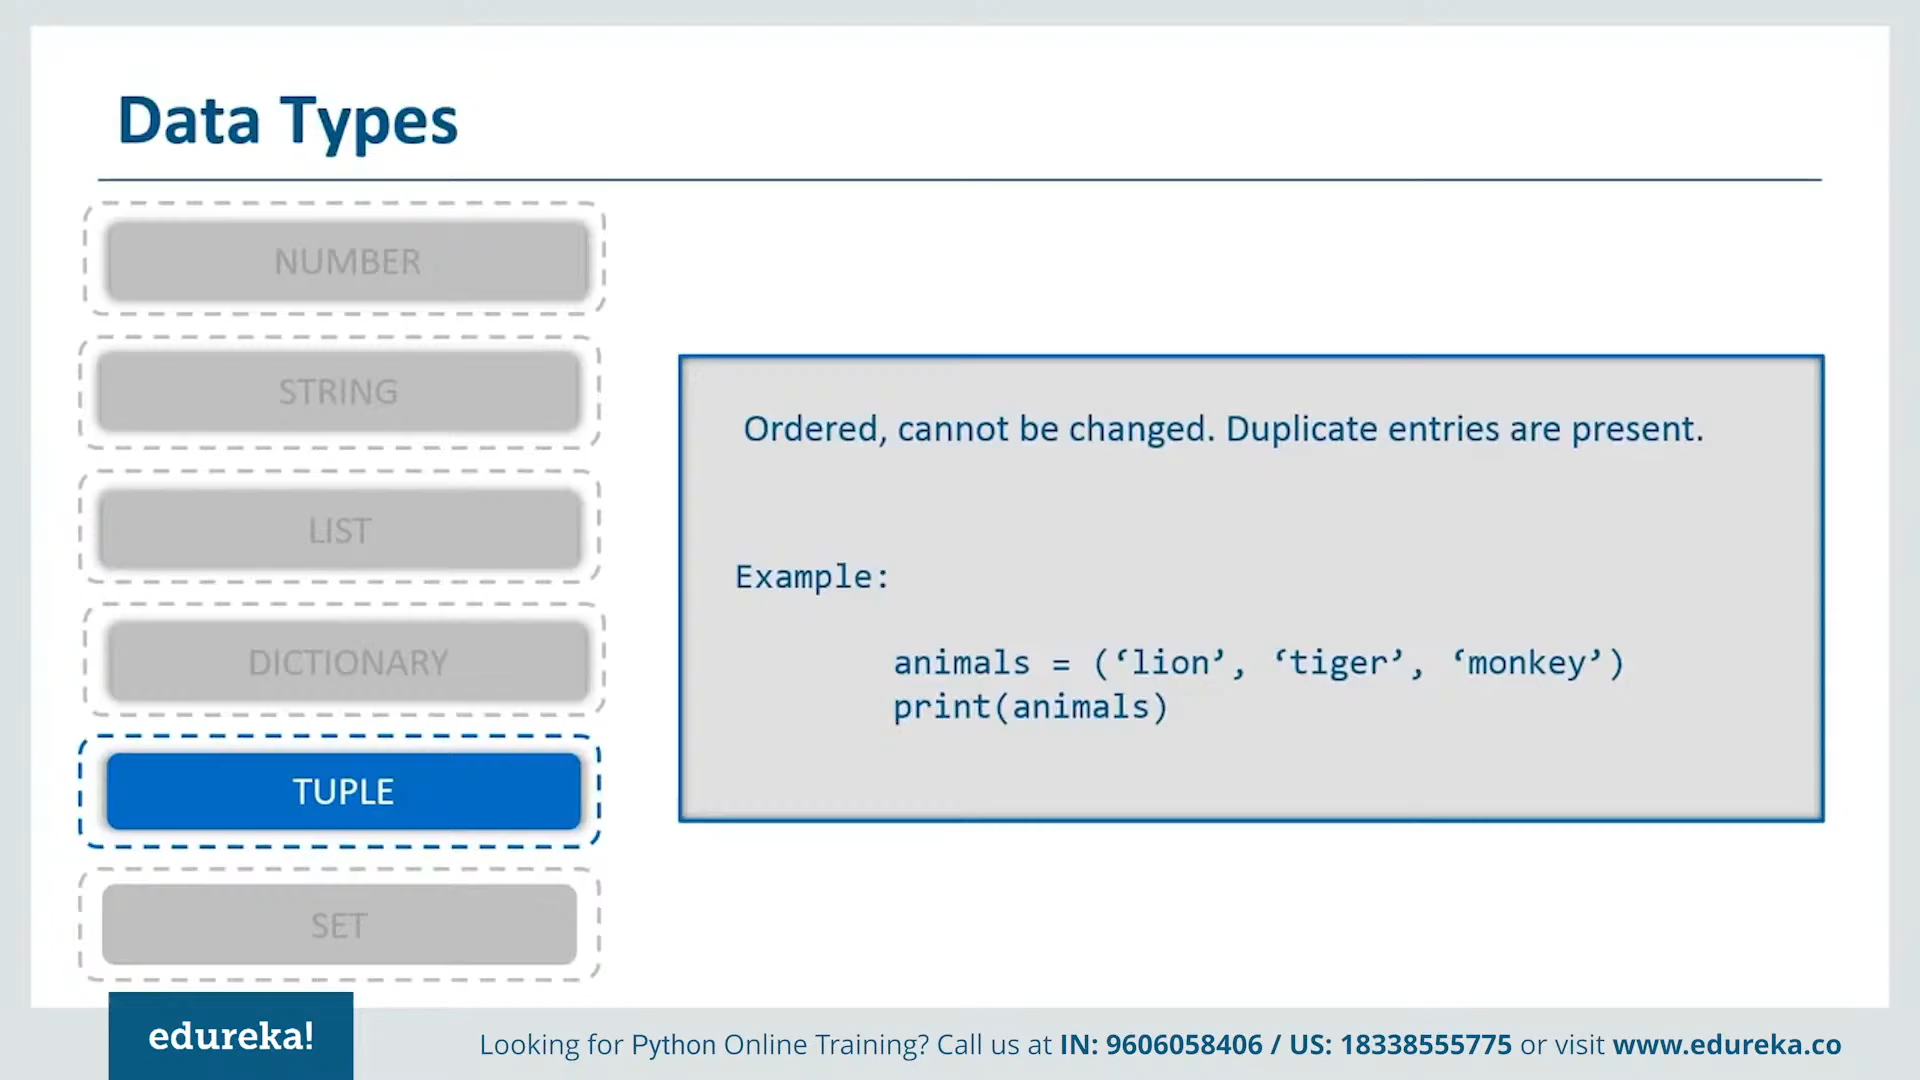 Data Types
NUMBER
STRING
LIST
DICTIONARY
TUPLE
SET
Ordered, cannot be changed. Duplicate entries are present.
Example:
animals = (‘lion’, ‘tiger’, ‘monkey’)
print(animals)
edureka!
Looking for Python Online Training? Call us at IN: 9606058406 / US: 18338555775 or visit www.edureka.co